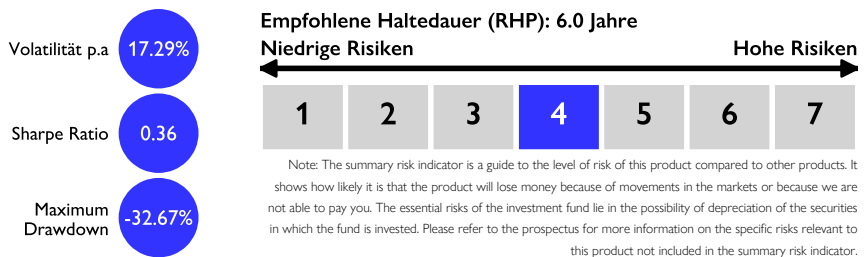 Volatilität p.a
17.29%
Sharpe Ratio
0.36
Maximum
Drawdown
-32.67%
Empfohlene Haltedauer (RHP): 6.0 Jahre
Niedrige Risiken
Hohe Risiken
1 2 3 4 5 6 7
Note: The summary risk indicator is a guide to the level of risk of this product compared to other products. It
shows how likely it is that the product will lose money because of movements in the markets or because we are
not able to pay you. The essential risks of the investment fund lie in the possibility of depreciation of the securities
in which the fund is invested. Please refer to the prospectus for more information on the specific risks relevant to
this product not included in the summary risk indicator.